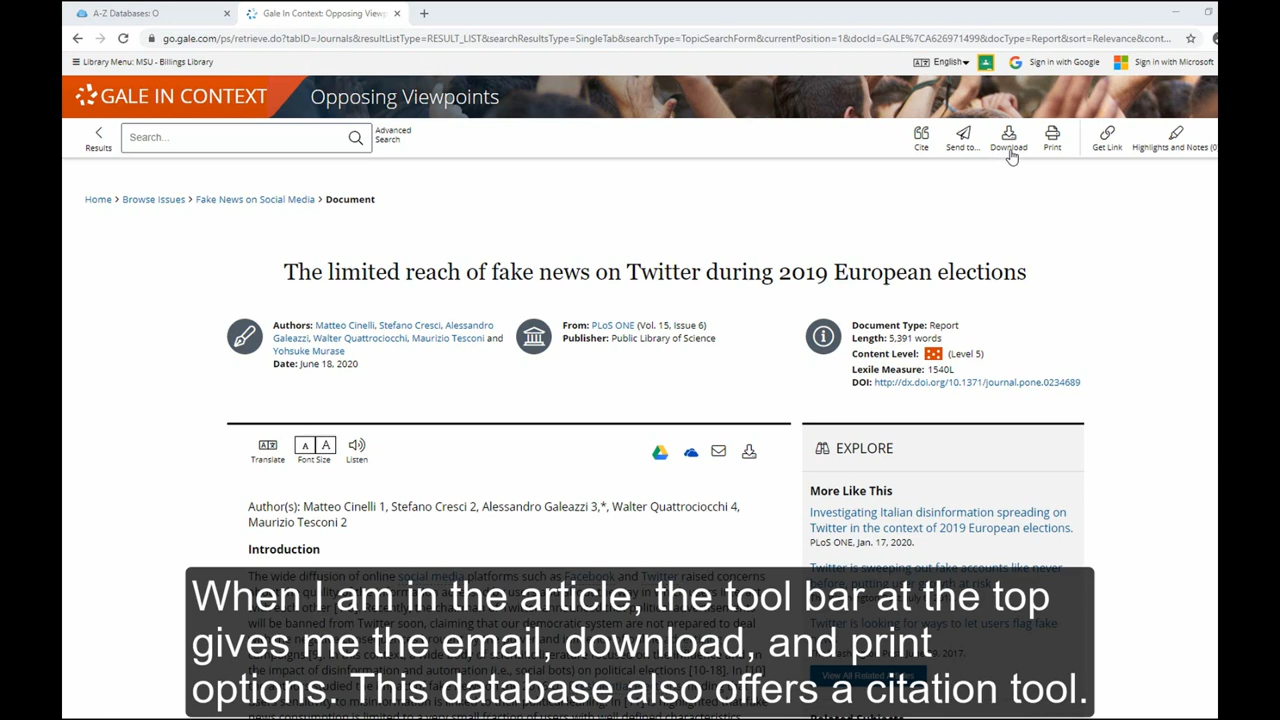 A-Z Databases: O
Gale In Context: Opposing Viewp
go.gale.com/ps/retrieve.do?tabID=Journals&resultListType=RESULT_LIST&searchResultsType=SingleTab&searchType=TopicSearchForm&currentPosition=1&docId=GALE%7CA626971499&docType=Report&sort=Relevance&cont...
Library Menu: MSU - Billings Library
English
Sign in with Google
Sign in with Microsoft
GALE IN CONTEXT
Opposing Viewpoints
Results
Search...
Advanced
Search
Cite
Send to...
Download
Print
Get Link
Highlights and Notes (0
Home > Browse Issues > Fake News on Social Media > Document
The limited reach of fake news on Twitter during 2019 European elections
Authors: Matteo Cinelli, Stefano Cresci, Alessandro
Galeazzi, Walter Quattrociocchi, Maurizio Tesconi and
Yohsuke Murase
Date: June 18, 2020
From: PLoS ONE (Vol. 15, Issue 6)
Publisher: Public Library of Science
Document Type: Report
Length: 5,391 words
Content Level: (Level 5)
Lexile Measure: 1540L
DOI: http://dx.doi.org/10.1371/journal.pone.0234689
Translate
A A
Font Size
Listen
Author(s): Matteo Cinelli 1, Stefano Cresci 2, Alessandro Galeazzi 3,*, Walter Quattrociocchi 4,
Maurizio Tesconi 2
Introduction
EXPLORE
More Like This
Investigating Italian disinformation spreading on
Twitter in the context of 2019 European elections.
PLoS ONE, Jan. 17, 2020.
Twitter is sweeping out fake accounts like never
When I am in the article, the tool bar at the top
gives me the email, download, and print
options. This database also offers a citation tool.